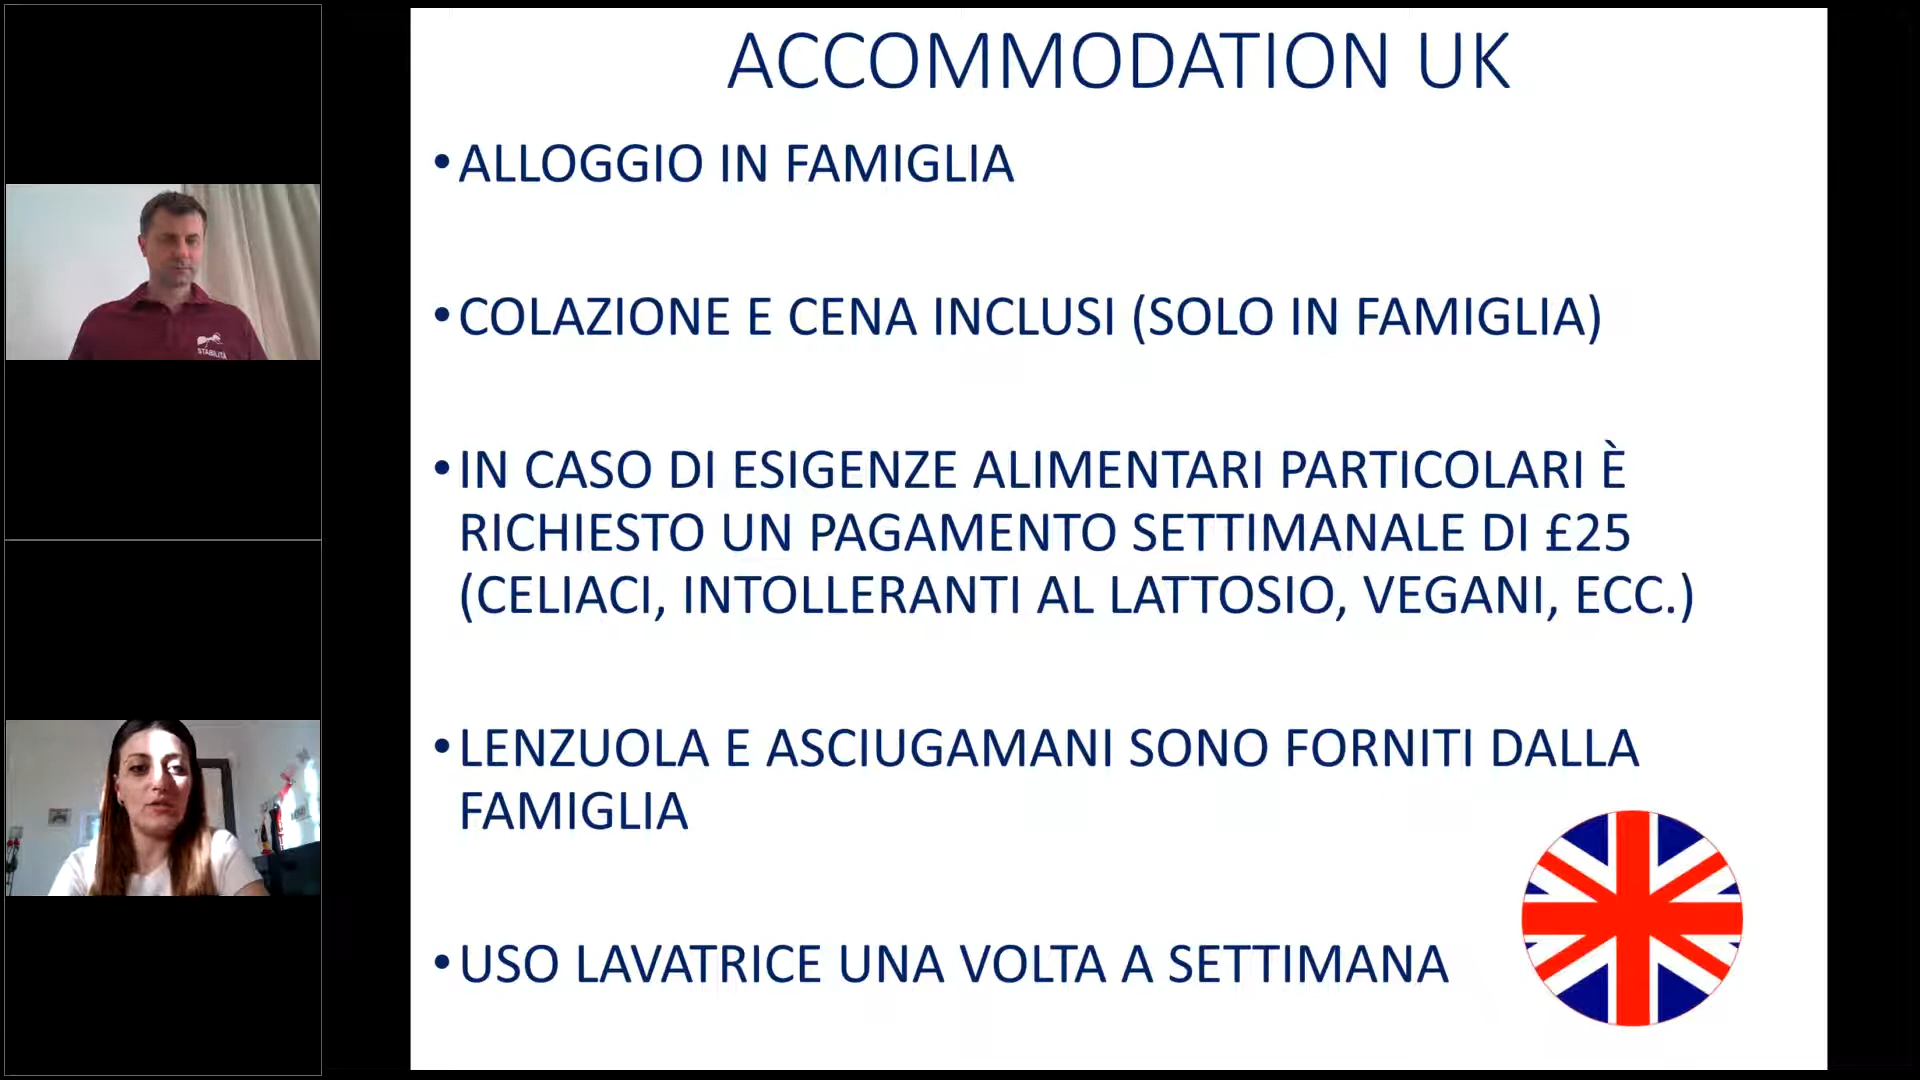 ACCOMMODATION UK
•ALLOGGIO IN FAMIGLIA
•COLAZIONE E CENA INCLUSI (SOLO IN FAMIGLIA)
•IN CASO DI ESIGENZE ALIMENTARI PARTICOLARI È
RICHIESTO UN PAGAMENTO SETTIMANALE DI £25
(CELIACI, INTOLLERANTI AL LATTOSIO, VEGANI, ECC.)
•LENZUOLA E ASCIUGAMANI SONO FORNITI DALLA
FAMIGLIA
•USO LAVATRICE UNA VOLTA A SETTIMANA
STABILITÀ